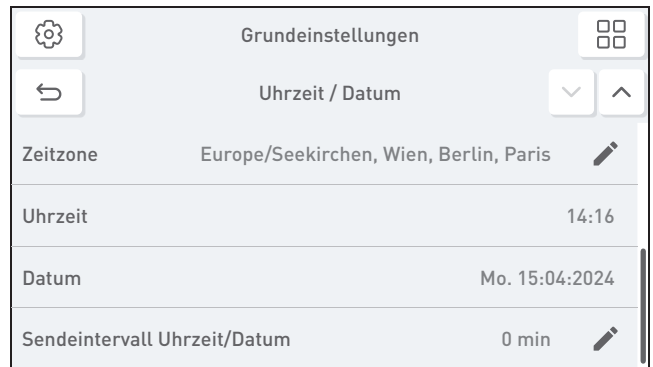 Grundeinstellungen
Uhrzeit / Datum
Zeitzone Europe/Seekirchen, Wien, Berlin, Paris
Uhrzeit 14:16
Datum Mo. 15:04:2024
Sendeintervall Uhrzeit/Datum 0 min